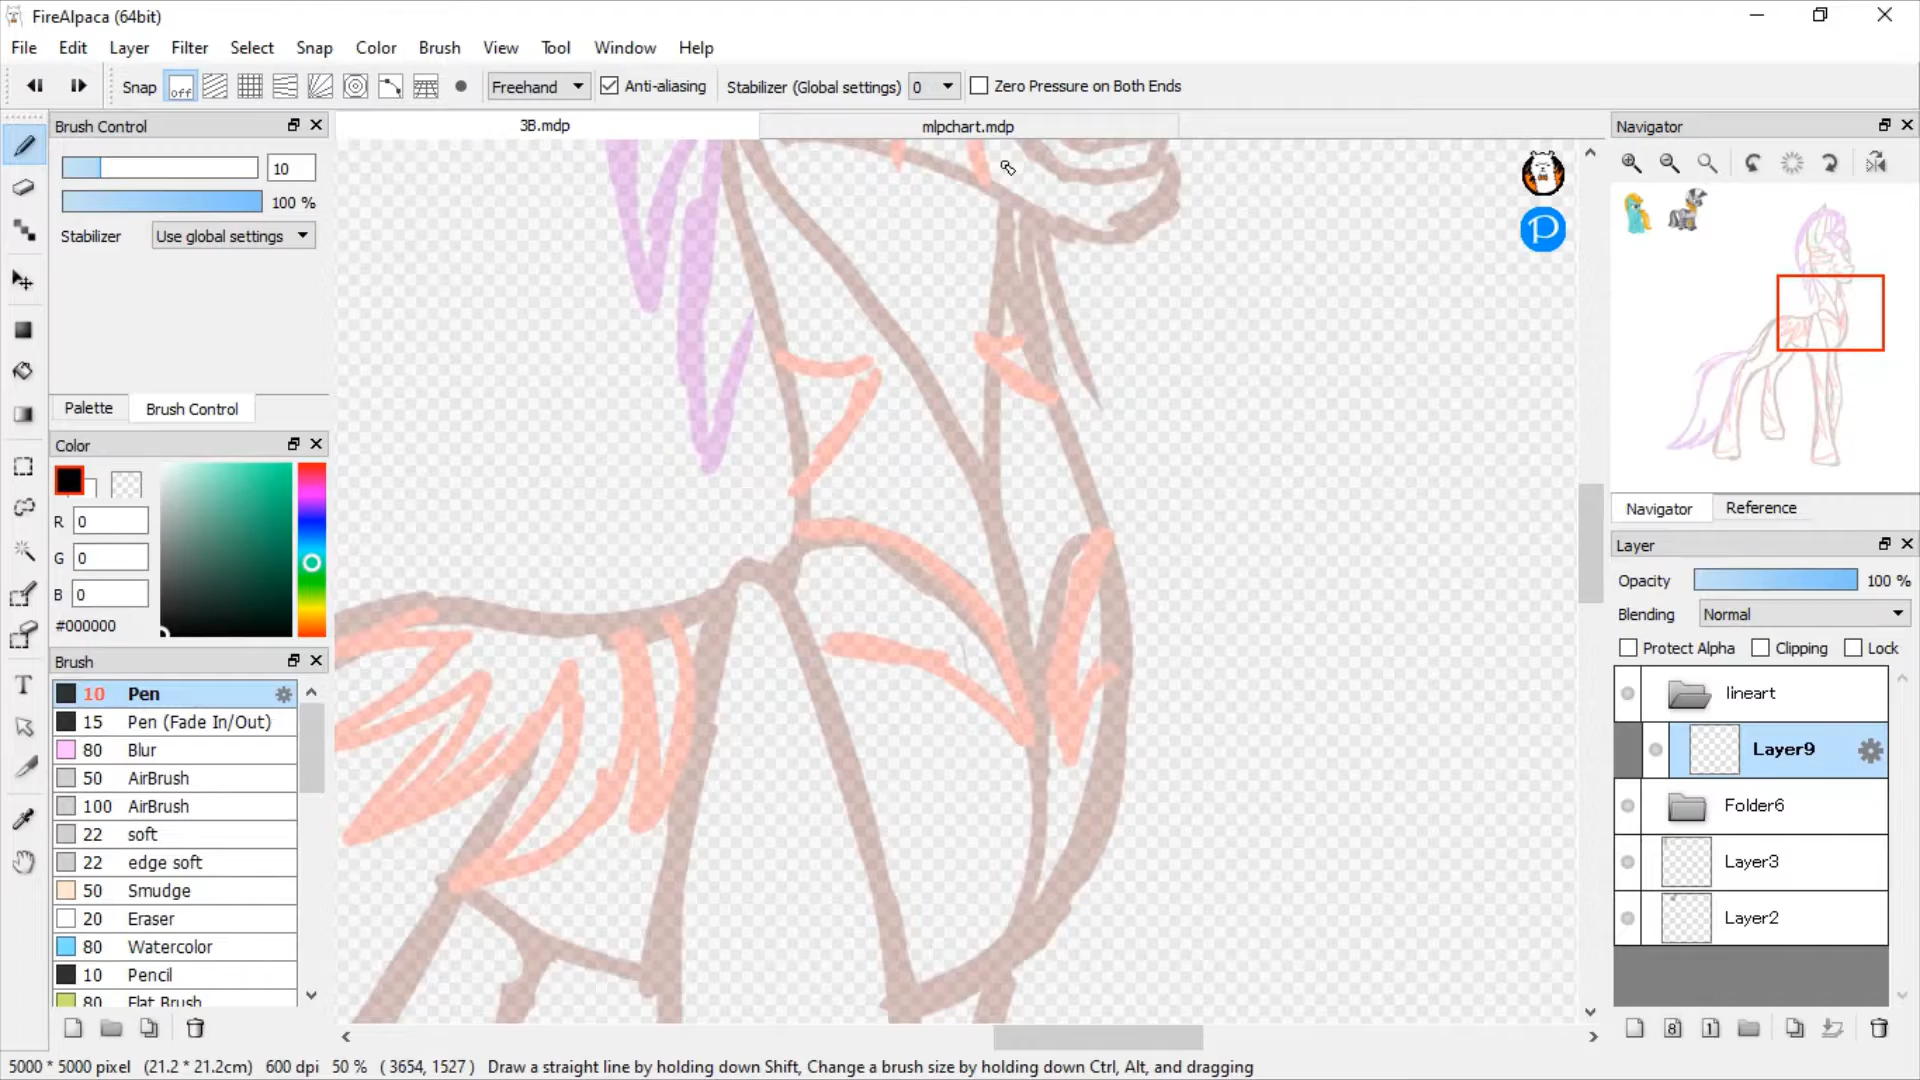 FireAlpaca (64bit)
File Edit Layer Filter Select Snap Color Brush View Tool Window Help
Snap off Freehand Anti-aliasing Stabilizer (Global settings) 0 Zero Pressure on Both Ends
Brush Control
3B.mdp
mlpchart.mdp
Navigator
10
100 %
Stabilizer Use global settings
Palette Brush Control
Color
R 0
G 0
B 0
#000000
Brush
10 Pen
15 Pen (Fade In/Out)
80 Blur
50 AirBrush
100 AirBrush
22 soft
22 edge soft
50 Smudge
20 Eraser
80 Watercolor
10 Pencil
80 Flat Brush
P
T
Navigator Reference
Layer
Opacity 100 %
Blending Normal
Protect Alpha Clipping Lock
lineart
Layer9
Folder6
Layer3
Layer2
8 1
5000 * 5000 pixel (21.2 * 21.2cm) 600 dpi 50 % ( 3654, 1527 ) Draw a straight line by holding down Shift, Change a brush size by holding down Ctrl, Alt, and dragging